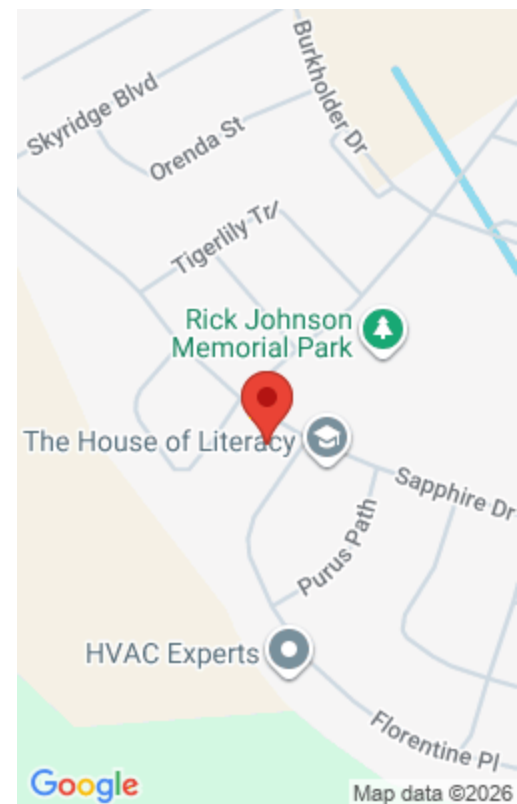 Burkholder Dr
Skyridge Blvd
Orenda St
Tigerlily Trl
Rick Johnson
Memorial Park
The House of Literacy
Sapphire Dr
Purus Path
HVAC Experts
Florentine Pl
Google
Map data ©2026